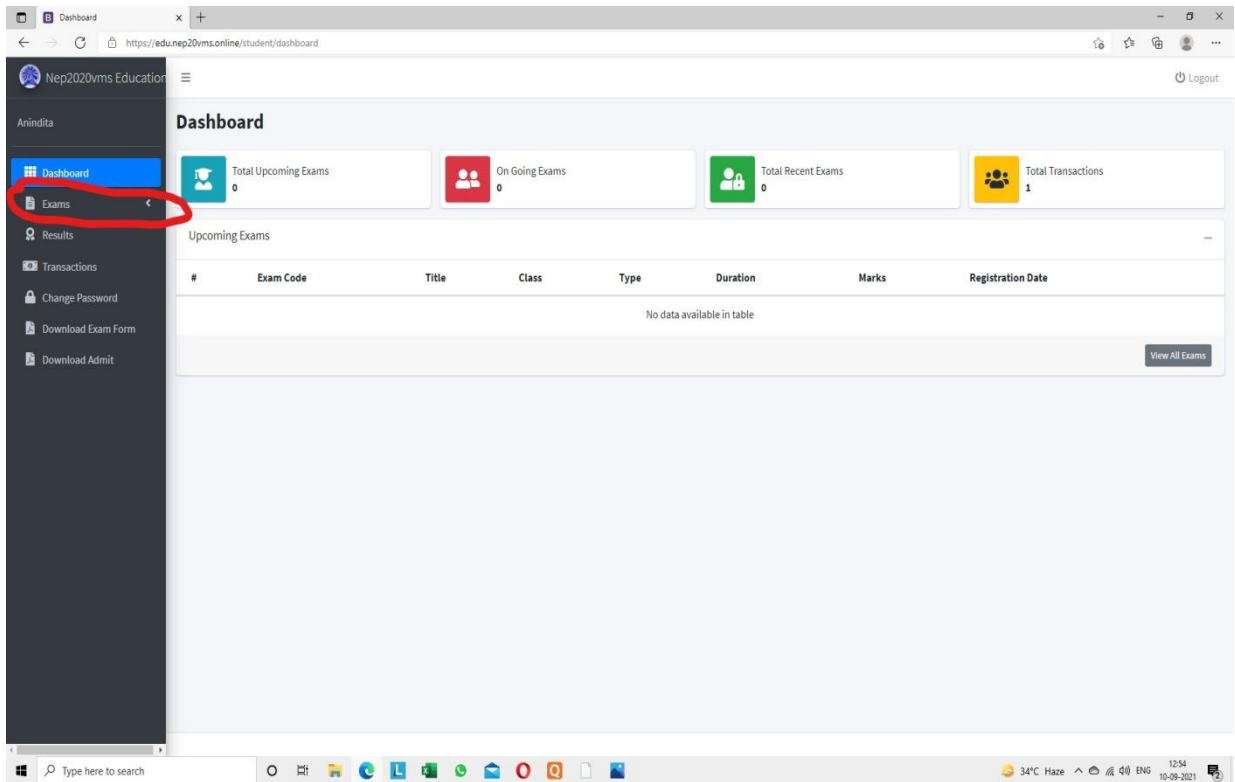 Dashboard
https://edu.nep20vms.online/student/dashboard
Nep2020vms Education
Logout
Anindita
Dashboard
Exams
Results
Transactions
Change Password
Download Exam Form
Download Admit
Dashboard
Total Upcoming Exams
0
On Going Exams
0
Total Recent Exams
0
Total Transactions
1
Upcoming Exams
# Exam Code Title Class Type Duration Marks Registration Date
No data available in table
View All Exams
Type here to search
34°C Haze
ENG
12:54
10-09-2021